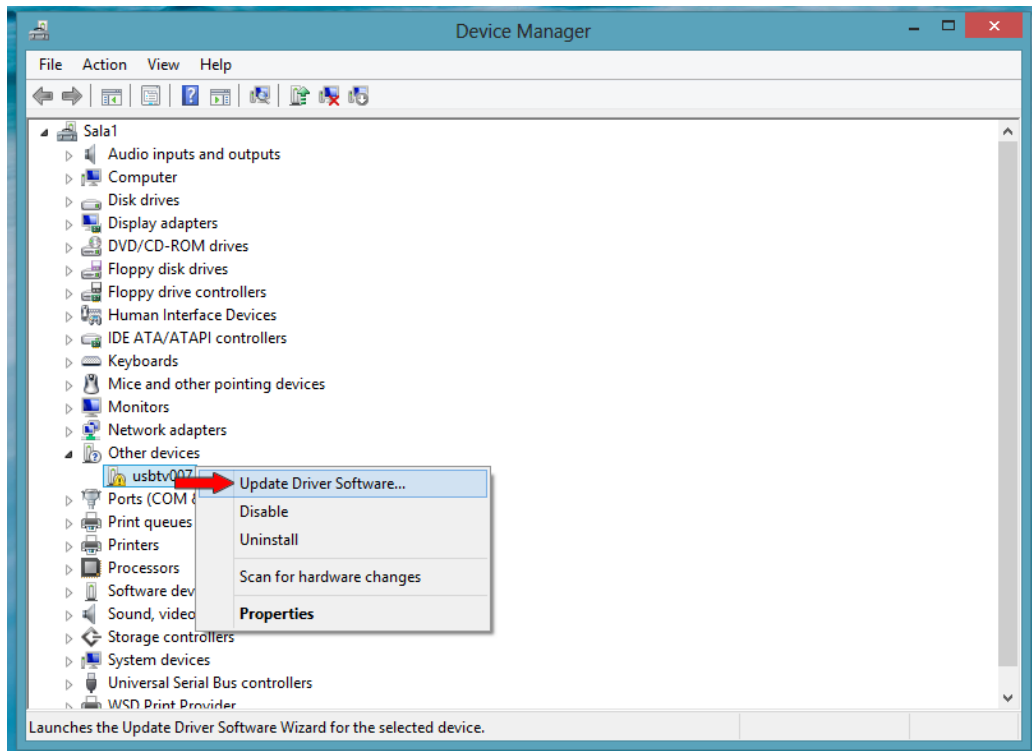 Device Manager
File Action View Help
Sala1
Audio inputs and outputs
Computer
Disk drives
Display adapters
DVD/CD-ROM drives
Floppy disk drives
Floppy drive controllers
Human Interface Devices
IDE ATA/ATAPI controllers
Keyboards
Mice and other pointing devices
Monitors
Network adapters
Other devices
usbtv007
Ports (COM &
Print queues
Printers
Processors
Software dev
Sound, video
Storage controllers
System devices
Universal Serial Bus controllers
WSD Print Provider
Update Driver Software...
Disable
Uninstall
Scan for hardware changes
Properties
Launches the Update Driver Software Wizard for the selected device.